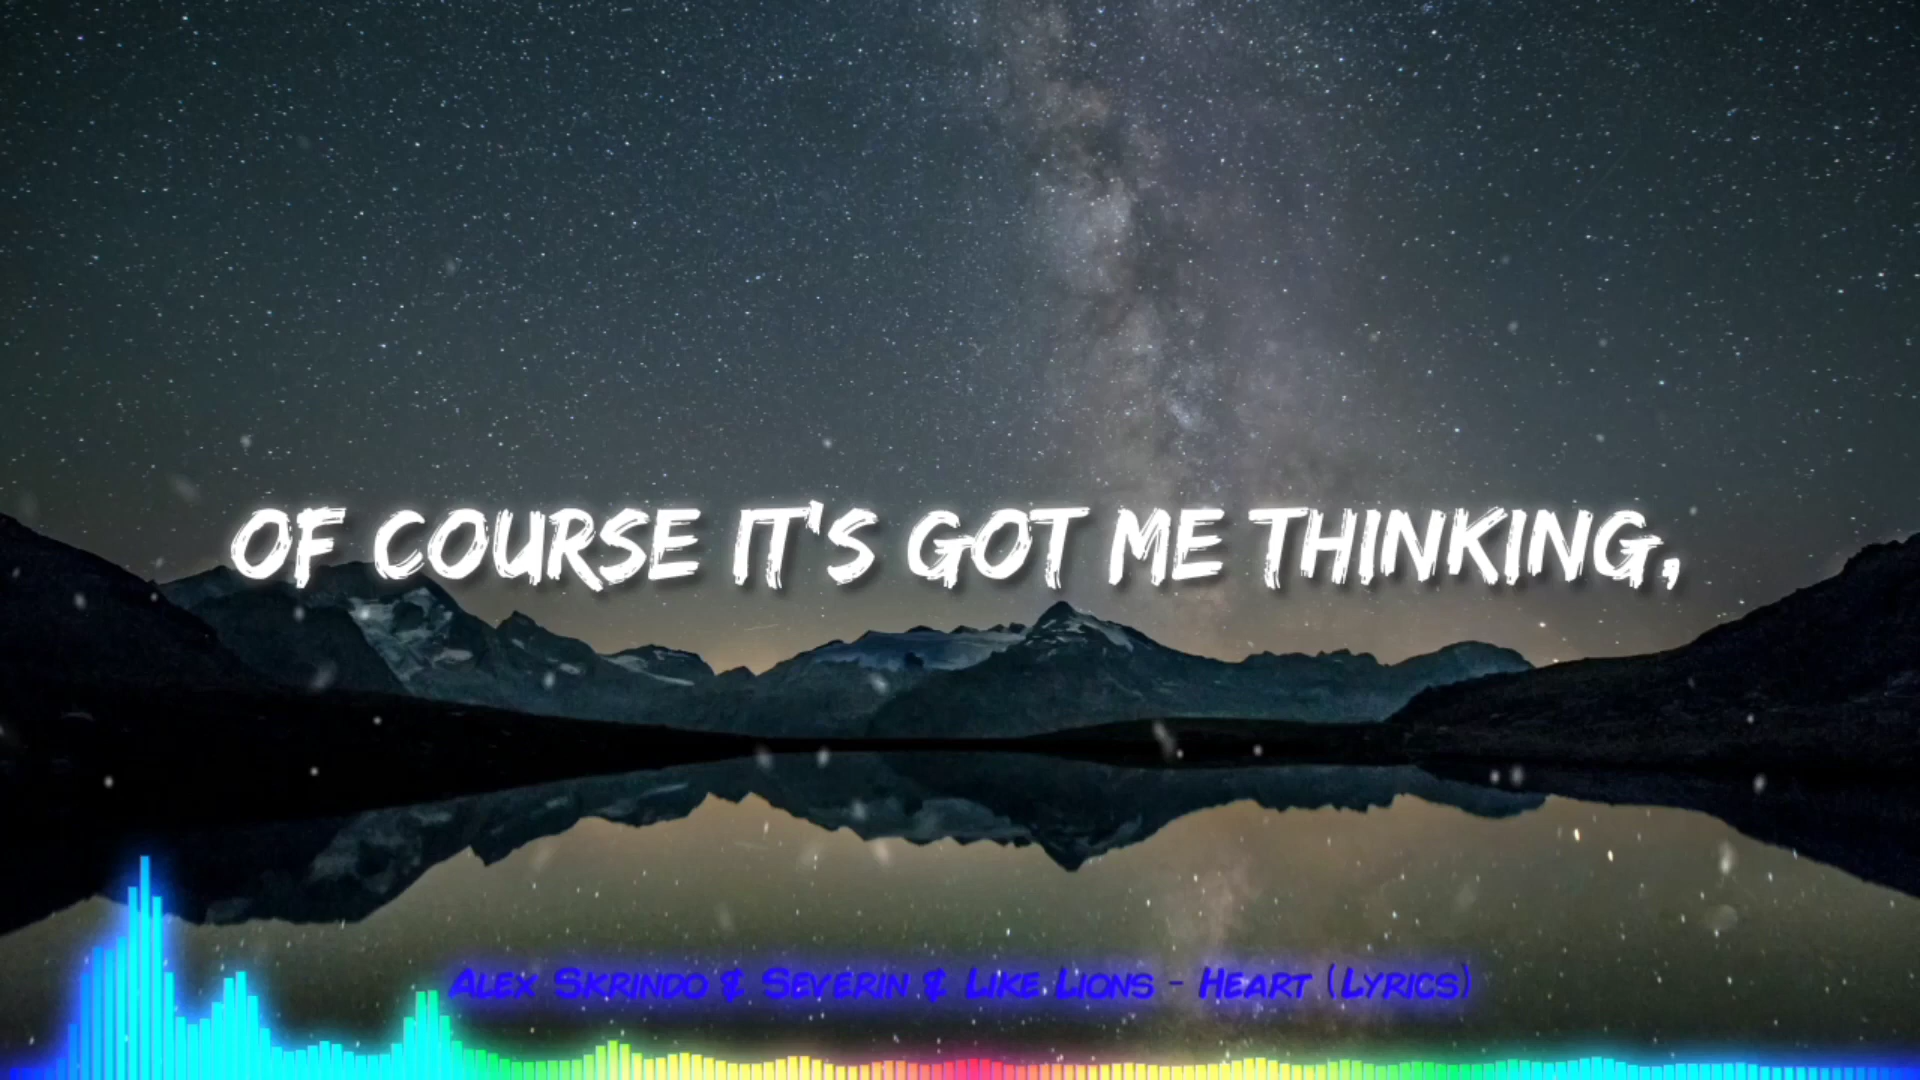 OF COURSE IT'S GOT ME THINKING,
ALEX SKRINDO & SEVERIN & LIKE LIONS - HEART (LYRICS)